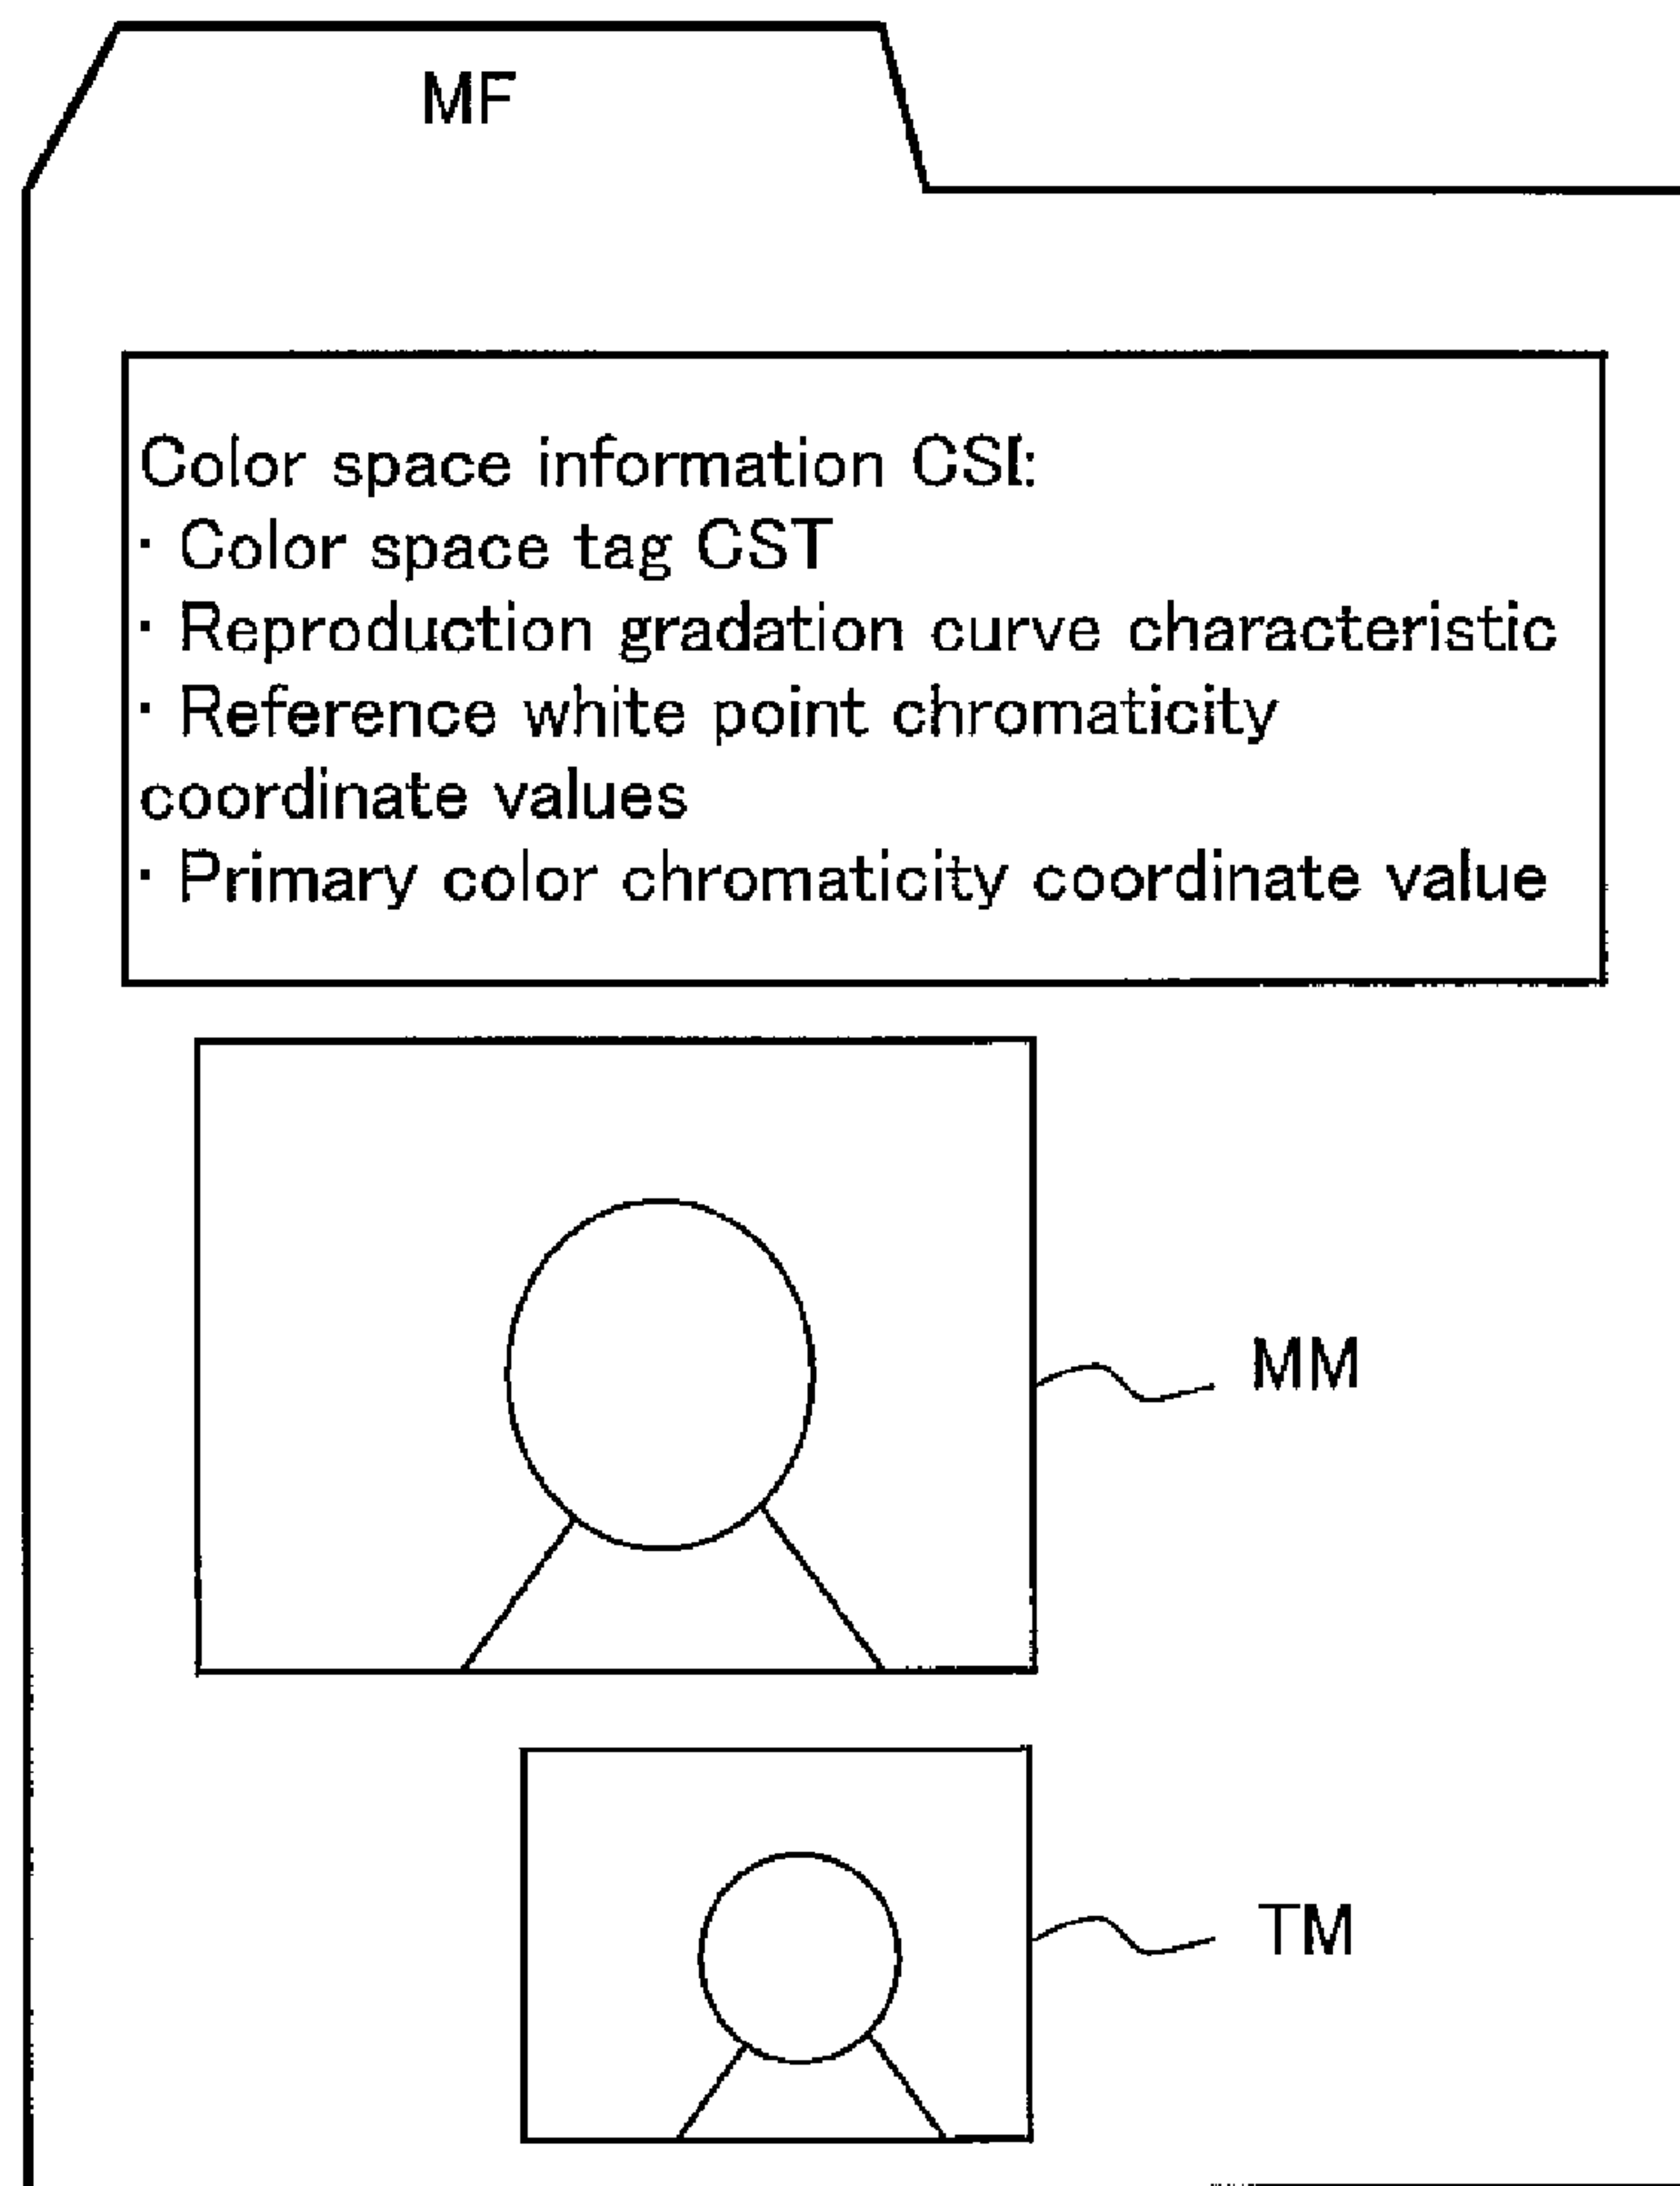 MF
Color space information CSI:
· Color space tag CST
· Reproduction gradation curve characteristic
· Reference white point chromaticity
coordinate values
· Primary color chromaticity coordinate value
MM
TM